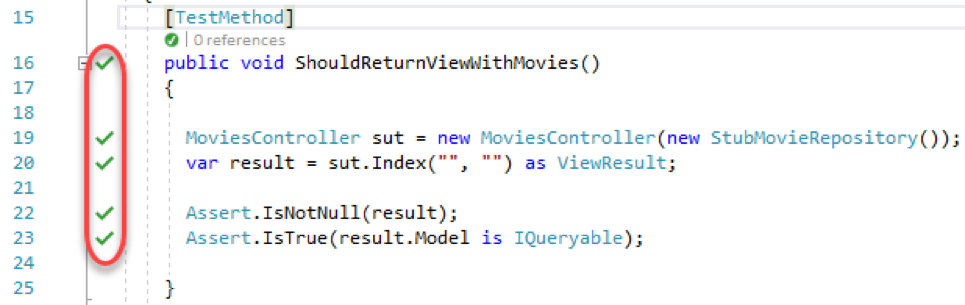 15 [TestMethod]
| 0 references
16 public void ShouldReturnViewWithMovies()
17 {
18
19 MoviesController sut = new MoviesController(new StubMovieRepository());
20 var result = sut.Index("", "") as ViewResult;
21
22 Assert.IsNotNull(result);
23 Assert.IsTrue(result.Model is IQueryable);
24
25 }